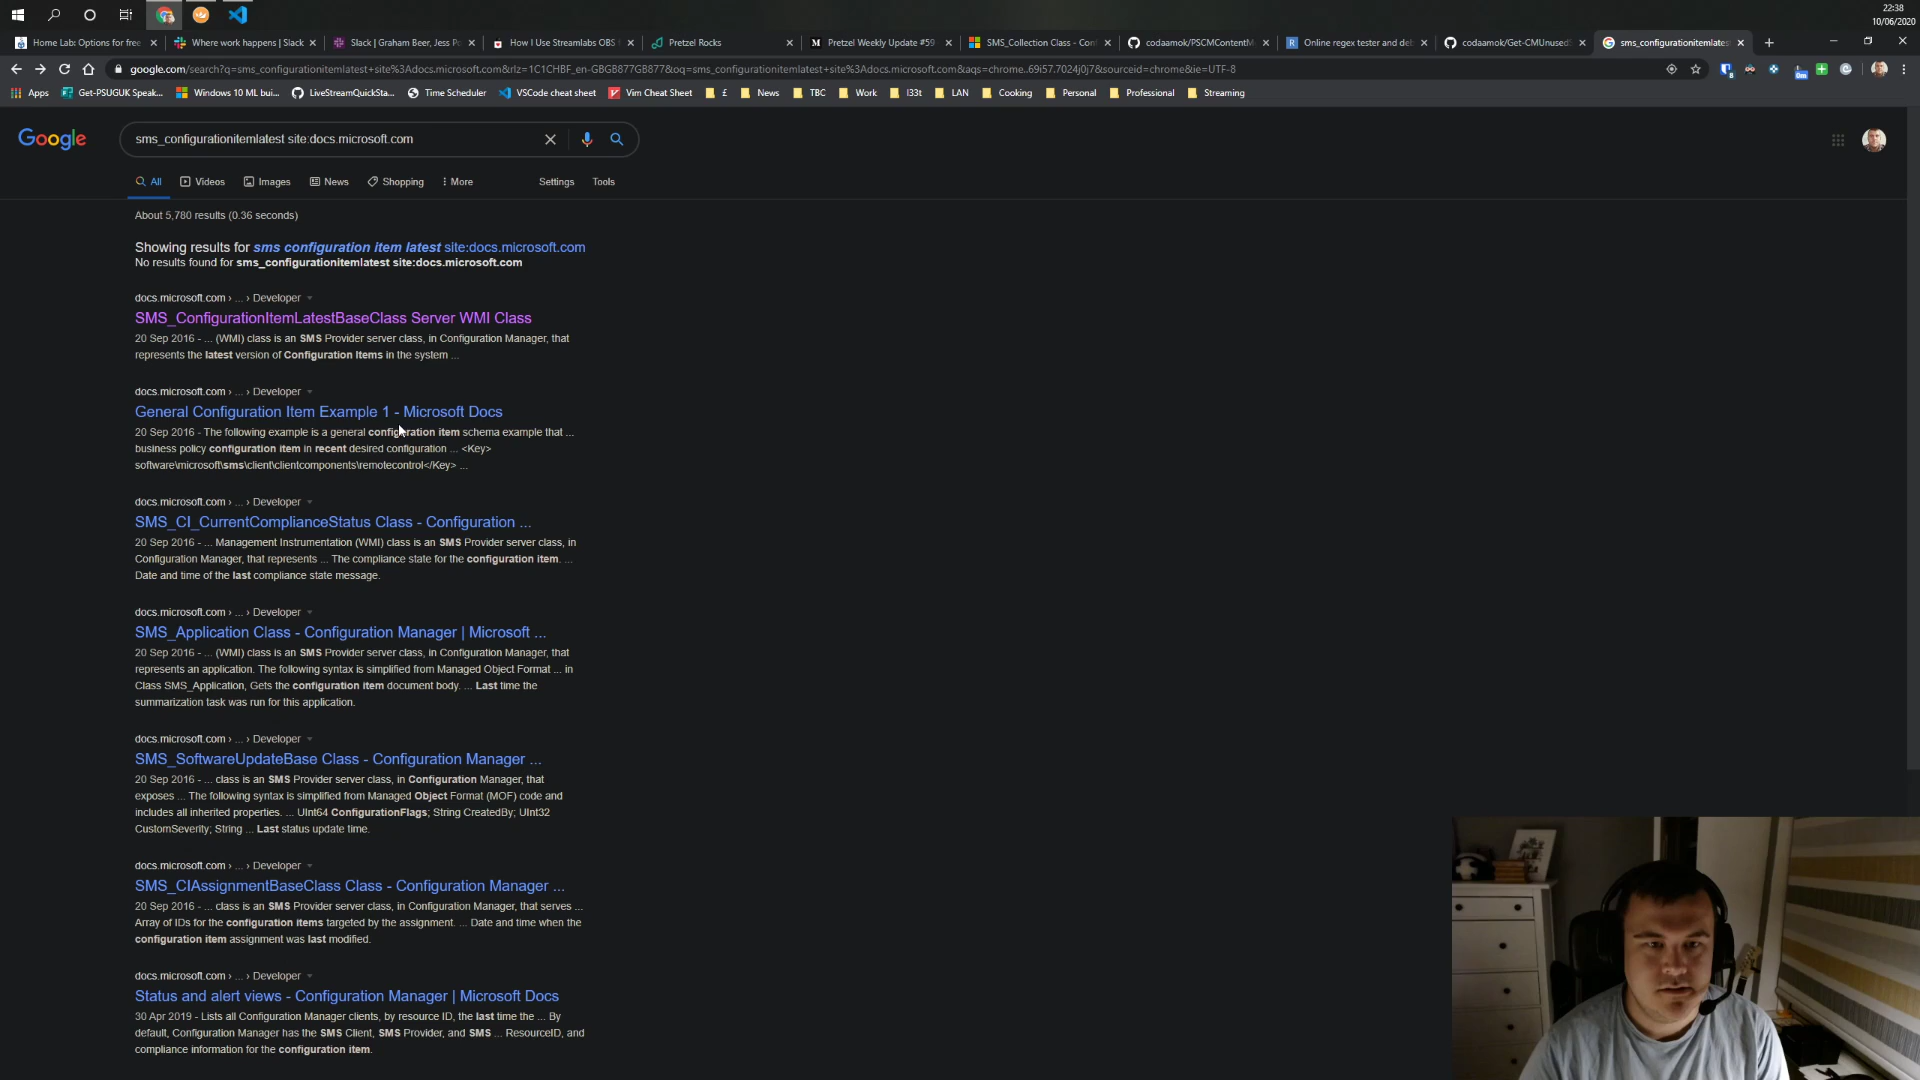 22:38
10/06/2020
Home Lab: Options for free
Where work happens | Slack
Slack | Graham Beer, Jess Po
How I Use Streamlabs OBS
Pretzel Rocks
Pretzel Weekly Update #59
SMS_Collection Class - Con
codaamok/PSCMContentM
Online regex tester and de
codaamok/Get-CMUnusedS
sms_configurationitemlates
google.com/search?q=sms_configurationitemlatest+site%3Adocs.microsoft.com&rlz=1C1CHBF_en-GBGB877GB877&oq=sms_configurationitemlatest+site%3Adocs.microsoft.com&aqs=chrome..69i57.7024j0j7&sourceid=chrome&ie=UTF-8
Apps
Get-PSUGUK Speak...
Windows 10 ML bui...
LiveStreamQuickSta...
Time Scheduler
VSCode cheat sheet
Vim Cheat Sheet
£
News
TBC
Work
l33t
LAN
Cooking
Personal
Professional
Streaming
Google
sms_configurationitemlatest site:docs.microsoft.com
All
Videos
Images
News
Shopping
More
Settings
Tools
About 5,780 results (0.36 seconds)
Showing results for sms configuration item latest site:docs.microsoft.com
No results found for sms_configurationitemlatest site:docs.microsoft.com
docs.microsoft.com › ... › Developer
SMS_ConfigurationItemLatestBaseClass Server WMI Class
20 Sep 2016 - ... (WMI) class is an SMS Provider server class, in Configuration Manager, that
represents the latest version of Configuration Items in the system ...
docs.microsoft.com › ... › Developer
General Configuration Item Example 1 - Microsoft Docs
20 Sep 2016 - The following example is a general configuration item schema example that ...
business policy configuration item in recent desired configuration ... <Key>
software\microsoft\sms\client\clientcomponents\remotecontrol</Key> ...
docs.microsoft.com › ... › Developer
SMS_CI_CurrentComplianceStatus Class - Configuration ...
20 Sep 2016 - ... Management Instrumentation (WMI) class is an SMS Provider server class, in
Configuration Manager, that represents ... The compliance state for the configuration item. ...
Date and time of the last compliance state message.
docs.microsoft.com › ... › Developer
SMS_Application Class - Configuration Manager | Microsoft ...
20 Sep 2016 - ... (WMI) class is an SMS Provider server class, in Configuration Manager, that
represents an application. The following syntax is simplified from Managed Object Format ... in
Class SMS_Application, Gets the configuration item document body. ... Last time the
summarization task was run for this application.
docs.microsoft.com › ... › Developer
SMS_SoftwareUpdateBase Class - Configuration Manager ...
20 Sep 2016 - ... class is an SMS Provider server class, in Configuration Manager, that
exposes ... The following syntax is simplified from Managed Object Format (MOF) code and
includes all inherited properties. ... UInt64 ConfigurationFlags; String CreatedBy; UInt32
CustomSeverity; String ... Last status update time.
docs.microsoft.com › ... › Developer
SMS_CIAssignmentBaseClass Class - Configuration Manager ...
20 Sep 2016 - ... class is an SMS Provider server class, in Configuration Manager, that serves ...
Array of IDs for the configuration items targeted by the assignment. ... Date and time when the
configuration item assignment was last modified.
docs.microsoft.com › ... › Developer
Status and alert views - Configuration Manager | Microsoft Docs
30 Apr 2019 - Lists all Configuration Manager clients, by resource ID, the last time the ... By
default, Configuration Manager has the SMS Client, SMS Provider, and SMS ... ResourceID, and
compliance information for the configuration item.